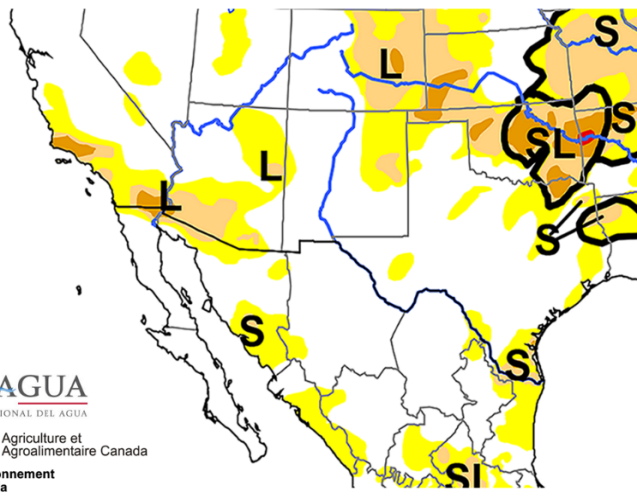 S
L
S
SL
L
L
S
S
S
SL
AGUA
IONAL DEL AGUA
Agriculture et
Agroalimentaire Canada
onnement
a